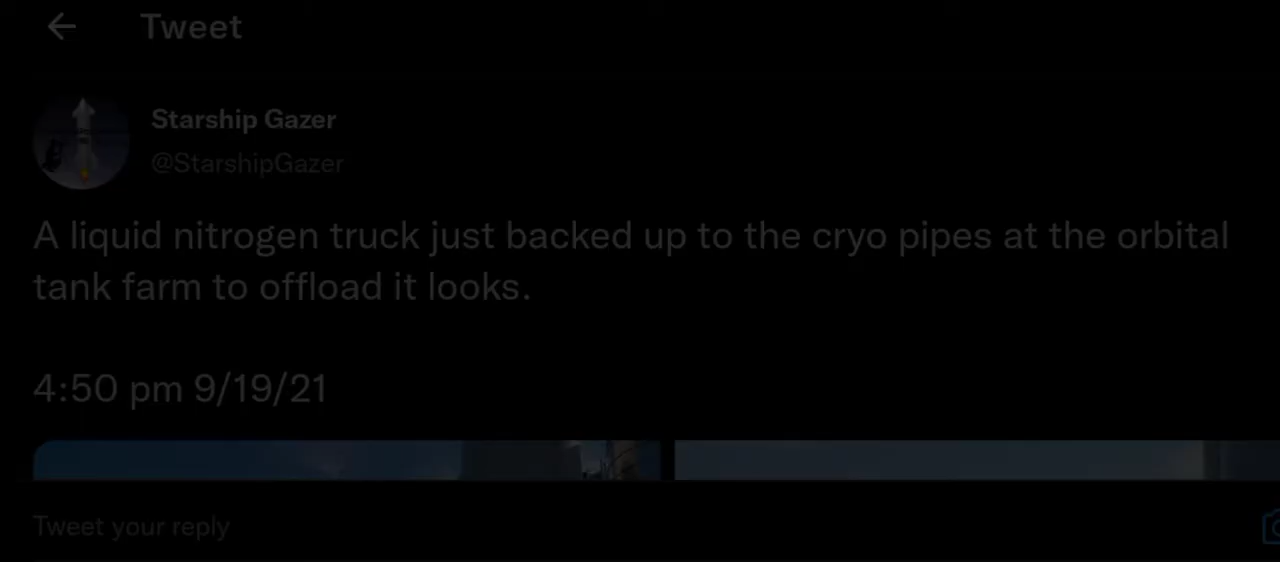 Tweet
Starship Gazer
@StarshipGazer
A liquid nitrogen truck just backed up to the cryo pipes at the orbital
tank farm to offload it looks.
4:50 pm 9/19/21
Tweet your reply